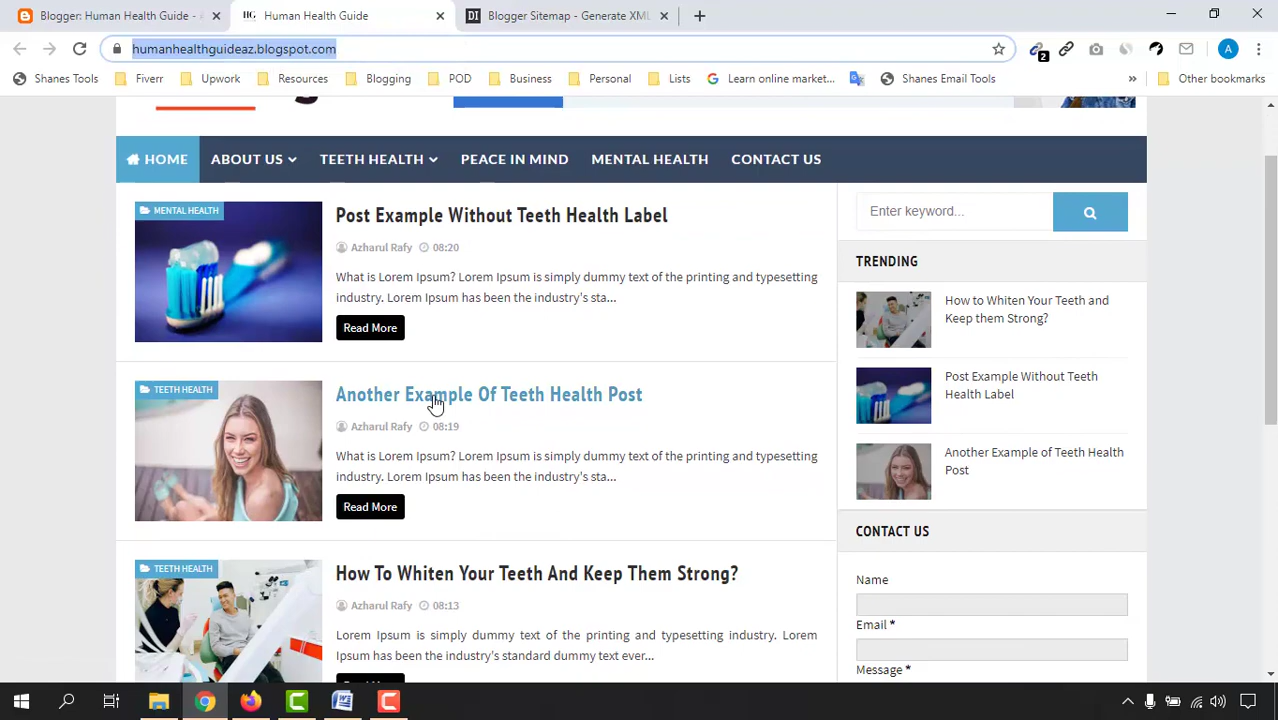 Blogger: Human Health Guide -
Human Health Guide
Blogger Sitemap - Generate XML
humanhealthguideaz.blogspot.com
2
A
Shanes Tools
Fiverr
Upwork
Resources
Blogging
POD
Business
Personal
Lists
Learn online market...
Shanes Email Tools
Other bookmarks
HOME
ABOUT US
TEETH HEALTH
PEACE IN MIND
MENTAL HEALTH
CONTACT US
MENTAL HEALTH
Post Example Without Teeth Health Label
Azharul Rafy 08:20
What is Lorem Ipsum? Lorem Ipsum is simply dummy text of the printing and typesetting
industry. Lorem Ipsum has been the industry's sta...
Read More
TEETH HEALTH
Another Example Of Teeth Health Post
Azharul Rafy 08:19
What is Lorem Ipsum? Lorem Ipsum is simply dummy text of the printing and typesetting
industry. Lorem Ipsum has been the industry's sta...
Read More
TEETH HEALTH
How To Whiten Your Teeth And Keep Them Strong?
Azharul Rafy 08:13
Lorem Ipsum is simply dummy text of the printing and typesetting industry. Lorem
Ipsum has been the industry's standard dummy text ever...
Enter keyword...
TRENDING
How to Whiten Your Teeth and
Keep them Strong?
Post Example Without Teeth
Health Label
Another Example of Teeth Health
Post
CONTACT US
Name
Email *
Message *